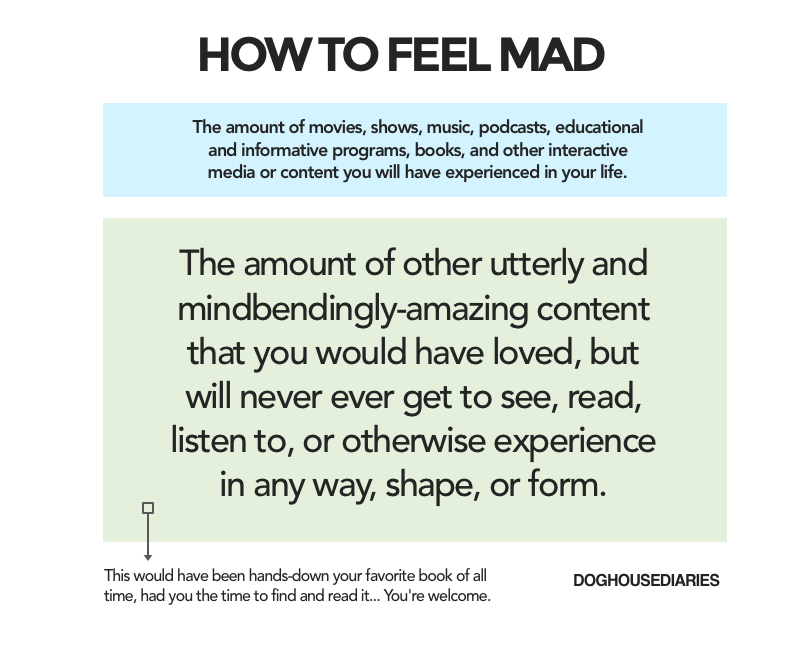 HOW TO FEEL MAD
The amount of movies, shows, music, podcasts, educational
and informative programs, books, and other interactive
media or content you will have experienced in your life.
The amount of other utterly and
mindbendingly-amazing content
that you would have loved, but
will never ever get to see, read,
listen to, or otherwise experience
in any way, shape, or form.
This would have been hands-down your favorite book of all
time, had you the time to find and read it... You're welcome.
DOGHOUSEDIARIES